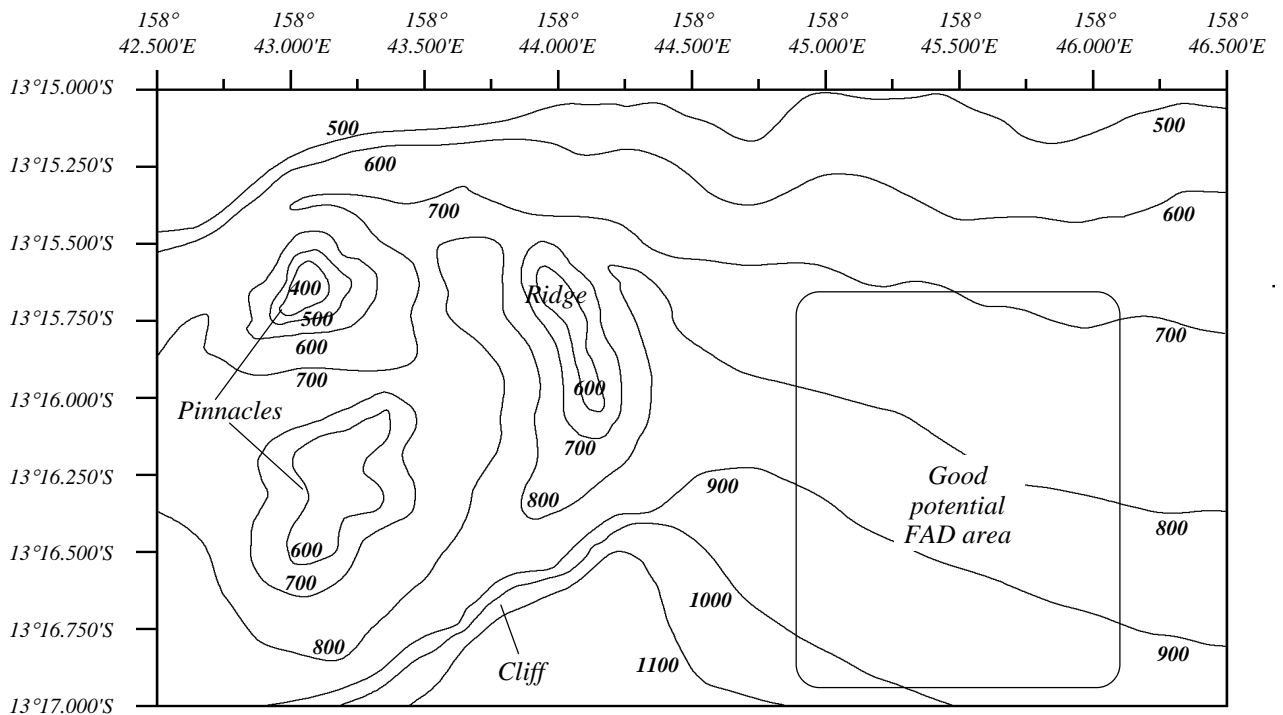 158° 158° 158° 158° 158° 158° 158° 158° 158°
42.500'E 43.000'E 43.500'E 44.000'E 44.500'E 45.000'E 45.500'E 46.000'E 46.500'E
13°15.000'S
500 500
13°15.250'S
600
700 600
13°15.500'S
400 Ridge
13°15.750'S
500
600 700
700
600
13°16.000'S
Pinnacles
700
13°16.250'S
Good
900
potential
800 800
FAD area
13°16.500'S
600
700
1000
13°16.750'S
800 900
Cliff 1100
13°17.000'S